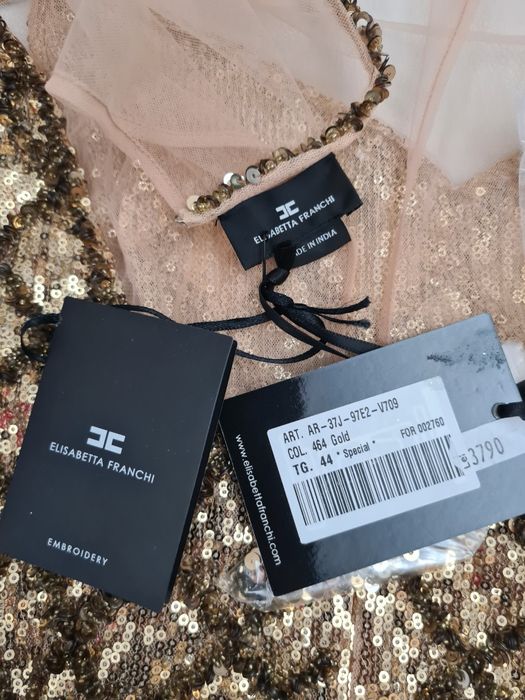 ELISABETTA FRANCHI
MADE IN INDIA
ELISABETTA FRANCHI
EMBROIDERY
www.elisabettafranchi.com
ART. AR-37J-97E2-V709
COL. 464 Gold
TG. 44 * Special *
FOR 002760
3790